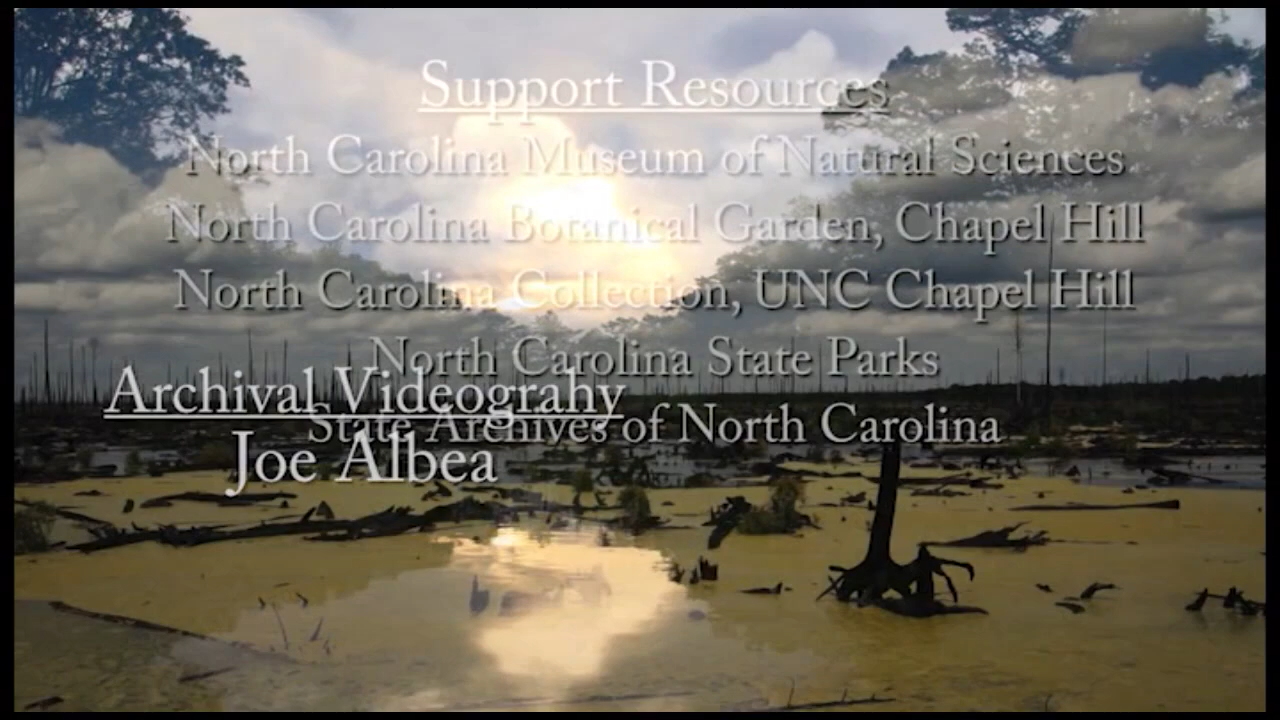 Support Resources
North Carolina Museum of Natural Sciences
North Carolina Botanical Garden, Chapel Hill
North Carolina Collection, UNC Chapel Hill
North Carolina State Parks
State Archives of North Carolina
Archival Videograhy
Joe Albea